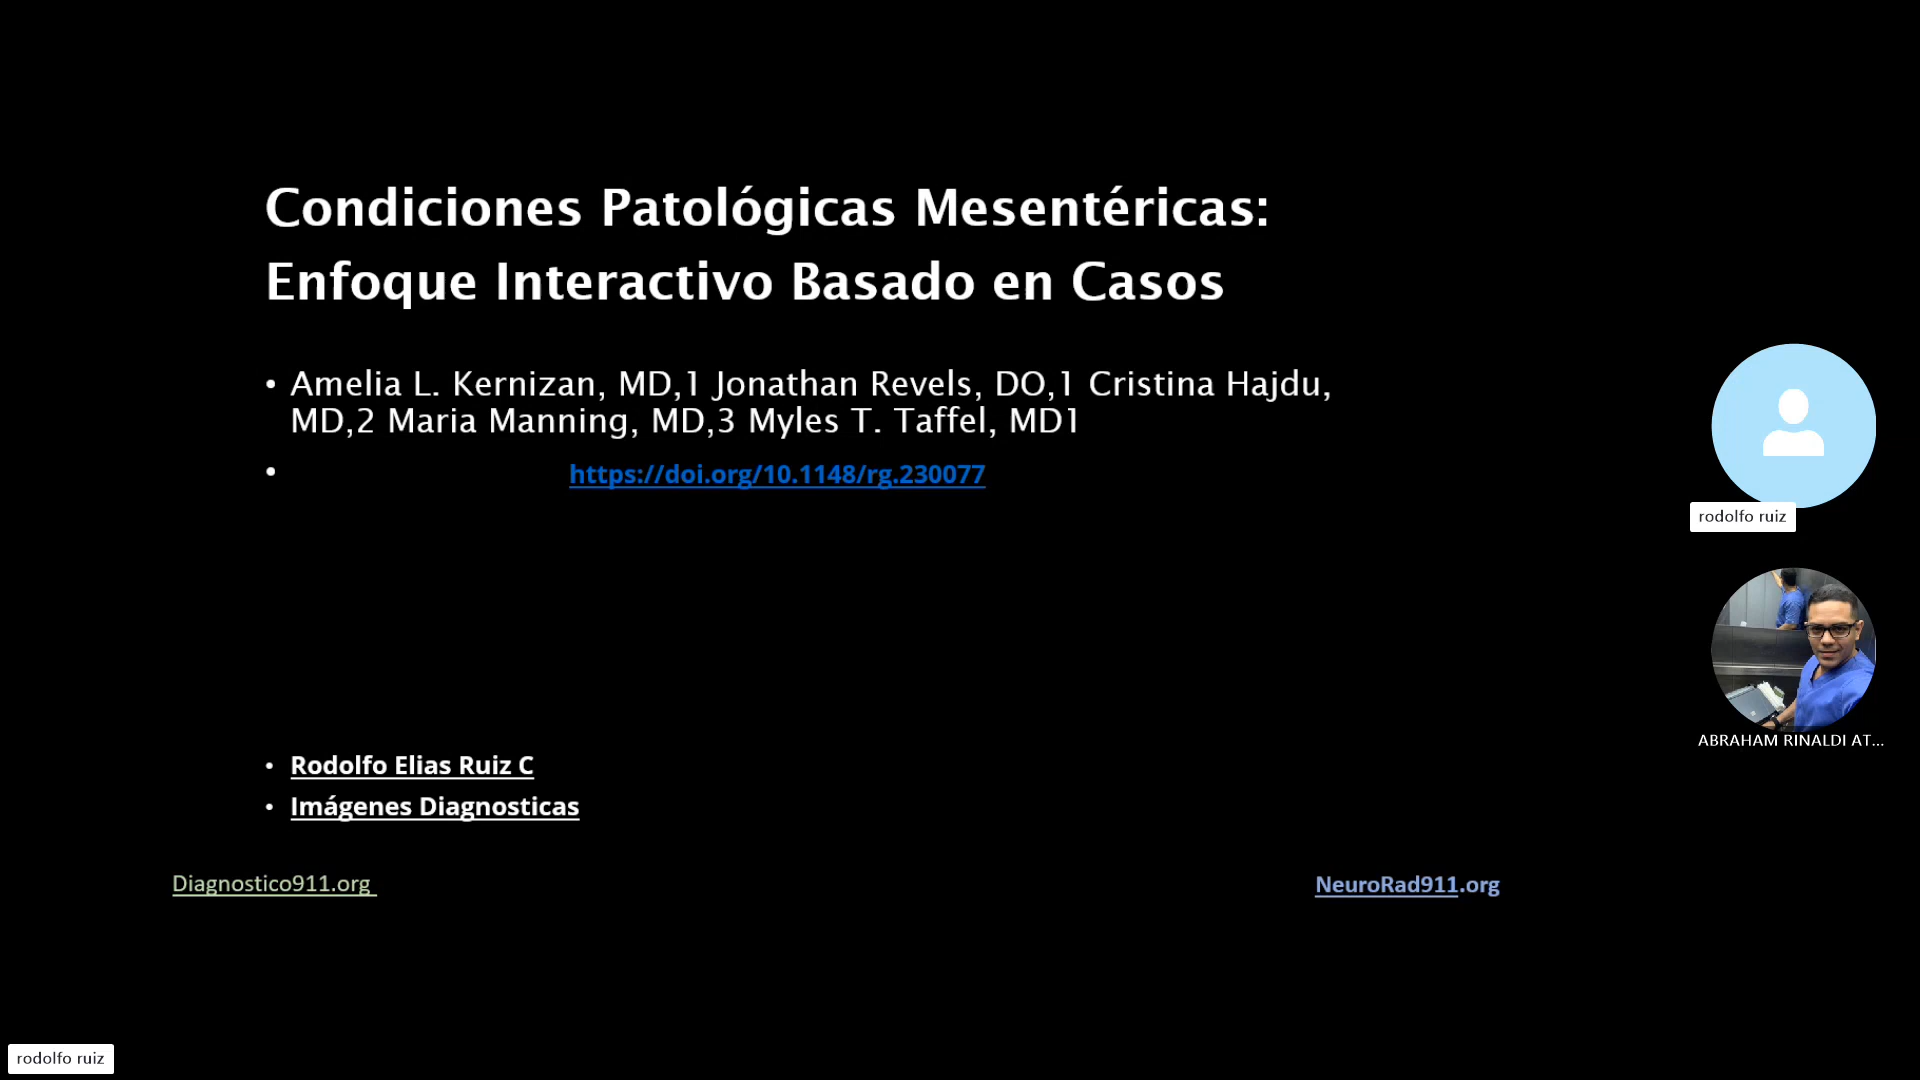 Condiciones Patológicas Mesentéricas:
Enfoque Interactivo Basado en Casos
• Amelia L. Kernizan, MD,1 Jonathan Revels, DO,1 Cristina Hajdu,
MD,2 Maria Manning, MD,3 Myles T. Taffel, MD1
• https://doi.org/10.1148/rg.230077
rodolfo ruiz
ABRAHAM RINALDI AT...
• Rodolfo Elias Ruiz C
• Imágenes Diagnosticas
Diagnostico911.org
NeuroRad911.org
rodolfo ruiz